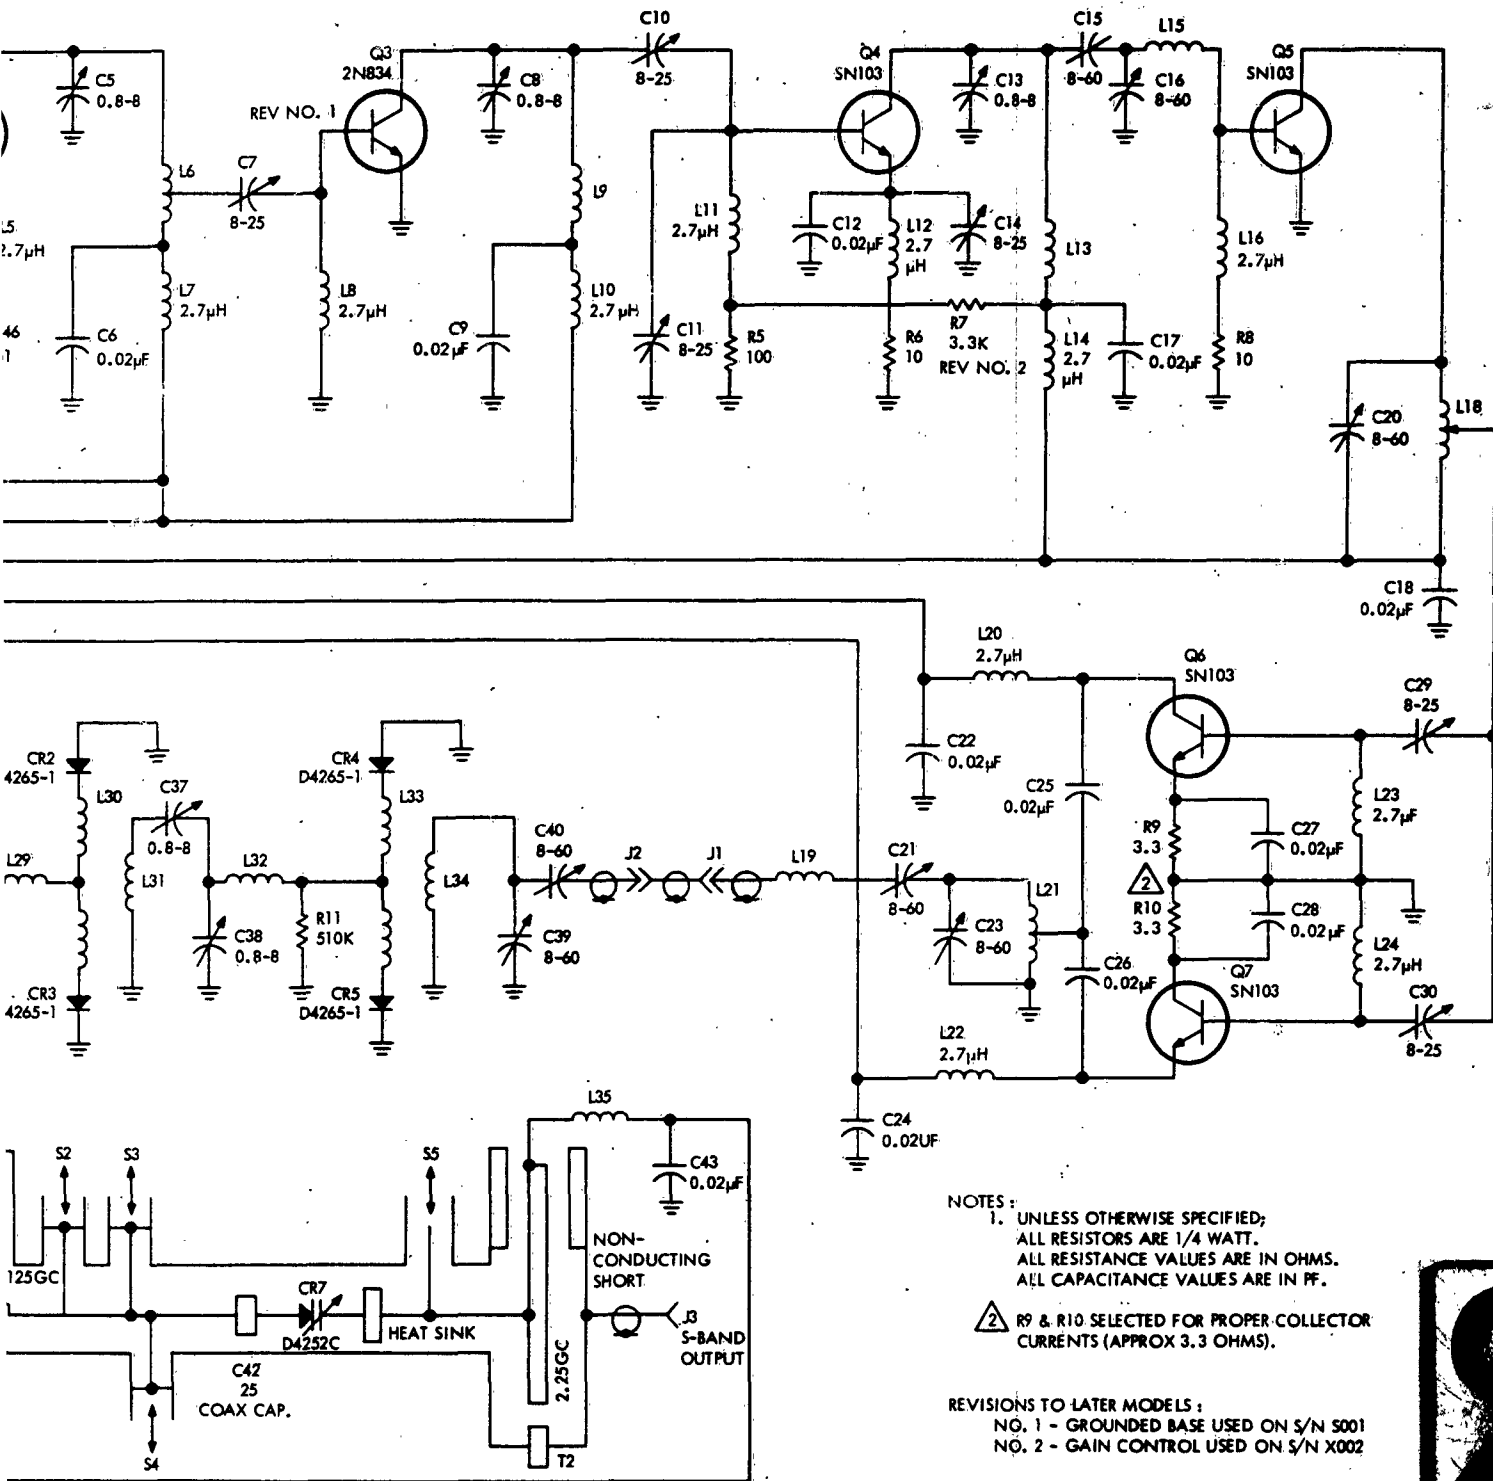 C5
0.8-8
L6
C7
8-25
L5
2.7μH
L7
2.7μH
46
1
C6
0.02μF
REV NO. 1
Q3
2N834
L8
2.7μH
C8
0.8-8
L9
C9
0.02μF
L10
2.7μH
C10
8-25
C11
8-25
L11
2.7μH
R5
100
Q4
SN103
C12
0.02μF
L12
2.7
μH
C14
8-25
R6
10
R7
3.3K
REV NO. 2
C13
0.8-8
L13
L14
2.7
μH
C15
8-60
C16
8-60
L15
C17
0.02μF
Q5
SN103
L16
2.7μH
R8
10
C20
8-60
L18
C18
0.02μF
L20
2.7μH
Q6
SN103
C29
8-25
C22
0.02μF
C25
0.02μF
R9
3.3
2
R10
3.3
C27
0.02μF
C28
0.02μF
L23
2.7μF
L24
2.7μH
Q7
SN103
C30
8-25
C26
0.02μF
L21
C21
8-60
C23
8-60
L22
2.7μH
C24
0.02UF
CR2
4265-1
L30
C37
0.8-8
L29
L31
L32
C38
0.8-8
R11
510K
CR3
4265-1
CR4
D4265-1
L33
CR5
D4265-1
L34
C40
8-60
C39
8-60
J2
J1
L19
S2
S3
S5
L35
C43
0.02μF
125GC
CR7
D4252C
HEAT SINK
C42
25
COAX CAP.
S4
NON-
CONDUCTING
SHORT
2.25GC
J3
S-BAND
OUTPUT
T2
NOTES:
1. UNLESS OTHERWISE SPECIFIED;
ALL RESISTORS ARE 1/4 WATT.
ALL RESISTANCE VALUES ARE IN OHMS.
ALL CAPACITANCE VALUES ARE IN PF.
2 R9 & R10 SELECTED FOR PROPER COLLECTOR
CURRENTS (APPROX 3.3 OHMS).
REVISIONS TO LATER MODELS:
NO. 1 - GROUNDED BASE USED ON S/N S001
NO. 2 - GAIN CONTROL USED ON S/N X002